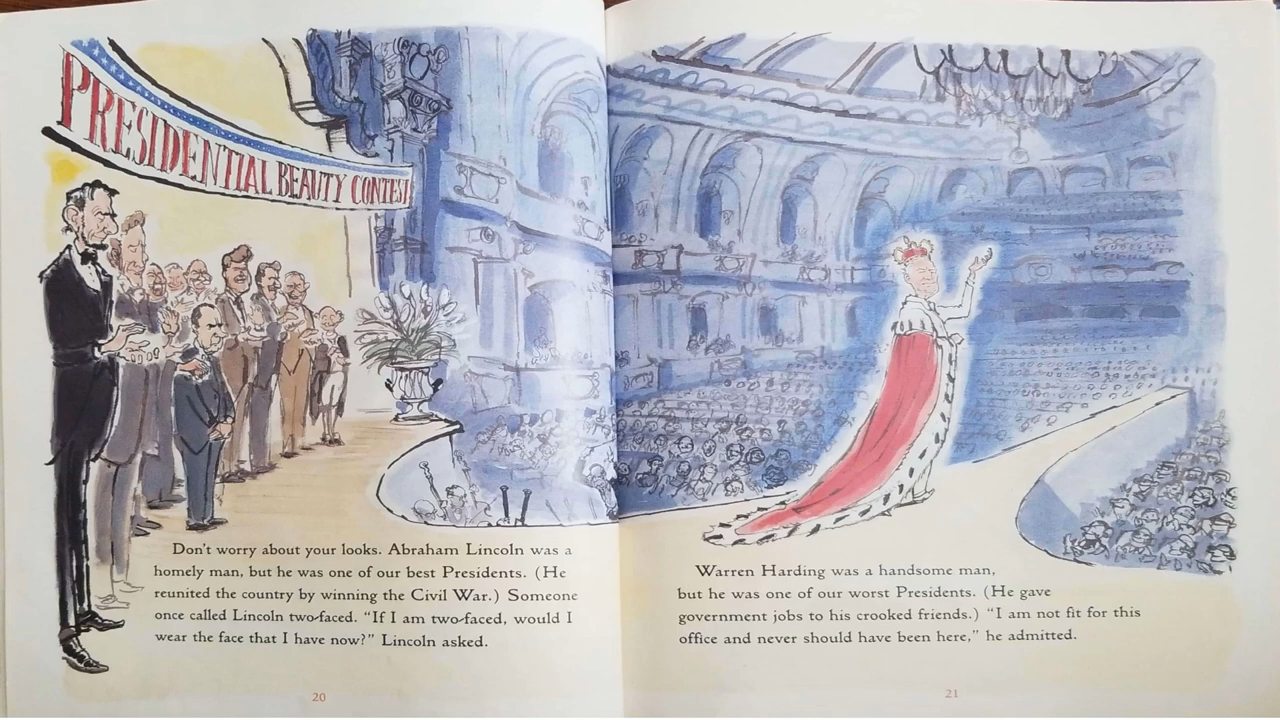 PRESIDENTIAL BEAUTY CONTEST
Don't worry about your looks. Abraham Lincoln was a
homely man, but he was one of our best Presidents. (He
reunited the country by winning the Civil War.) Someone
once called Lincoln two-faced. "If I am two-faced, would I
wear the face that I have now?" Lincoln asked.
20
Warren Harding was a handsome man,
but he was one of our worst Presidents. (He gave
government jobs to his crooked friends.) "I am not fit for this
office and never should have been here," he admitted.
21